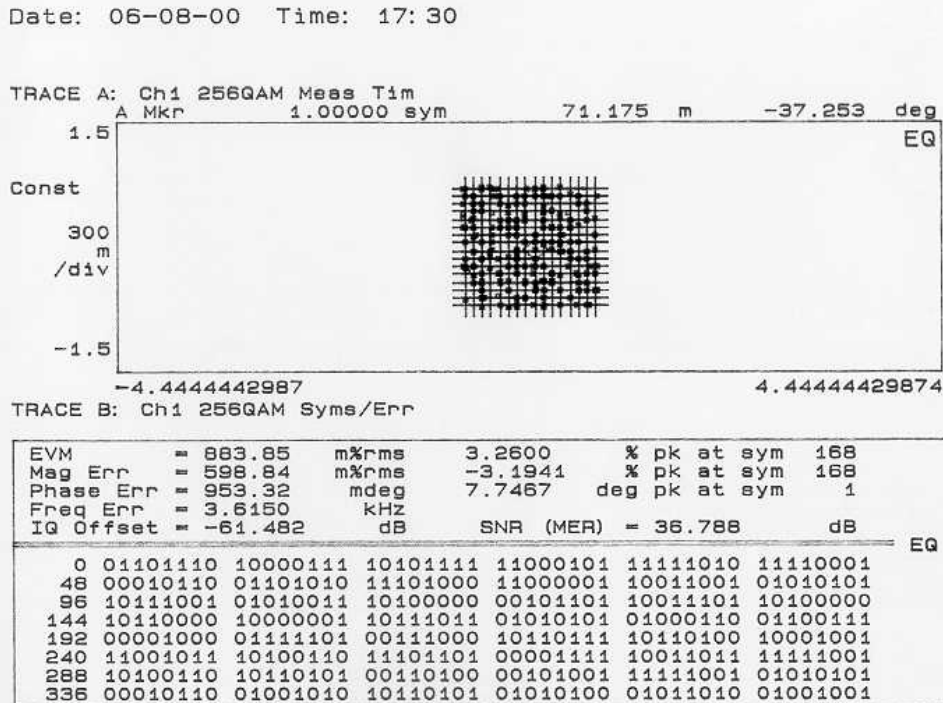 Date: 06-08-00 Time: 17:30
TRACE A: Ch1 256QAM Meas Tim
A Mkr 1.00000 sym 71.175 m -37.253 deg
1.5
EQ
Const
300
m
/div
-1.5
-4.4444442987 4.44444429874
TRACE B: Ch1 256QAM Syms/Err
EVM = 883.85 m%rms 3.2600 % pk at sym 168
Mag Err = 598.84 m%rms -3.1941 % pk at sym 168
Phase Err = 953.32 mdeg 7.7467 deg pk at sym 1
Freq Err = 3.6150 kHz
IQ Offset = -61.482 dB SNR (MER) = 36.788 dB
EQ
0 01101110 10000111 10101111 11000101 11111010 11110001
48 00010110 01101010 11101000 11000001 10011001 01010101
96 10111001 01010011 10100000 00101101 10011101 10100000
144 10110000 10000001 10101111 01010101 01000110 01100111
192 00001000 01111101 00111000 10110111 10110100 10001001
240 11001011 10100110 11101101 00001111 10010011 11111001
288 10100110 10110101 00110100 00101001 11111001 01010101
336 00010110 01001010 10110101 01010100 01011010 01001001